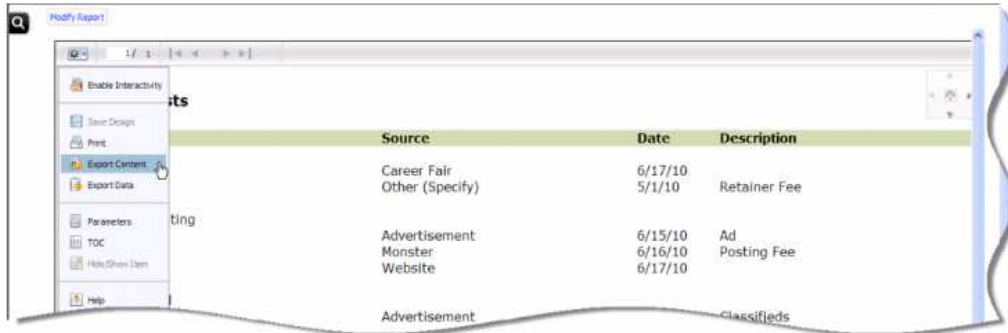 Modify Report
1/ 1
Enable Interactivity
sts
Save Design
Print
Source Date Description
Export Content
Career Fair 6/17/10
Export Data
Other (Specify) 5/1/10 Retainer Fee
Parameters
ting
TOC
Advertisement 6/15/10 Ad
Hide/Show Item
Monster 6/16/10 Posting Fee
Website 6/17/10
Help
Advertisement Classifieds